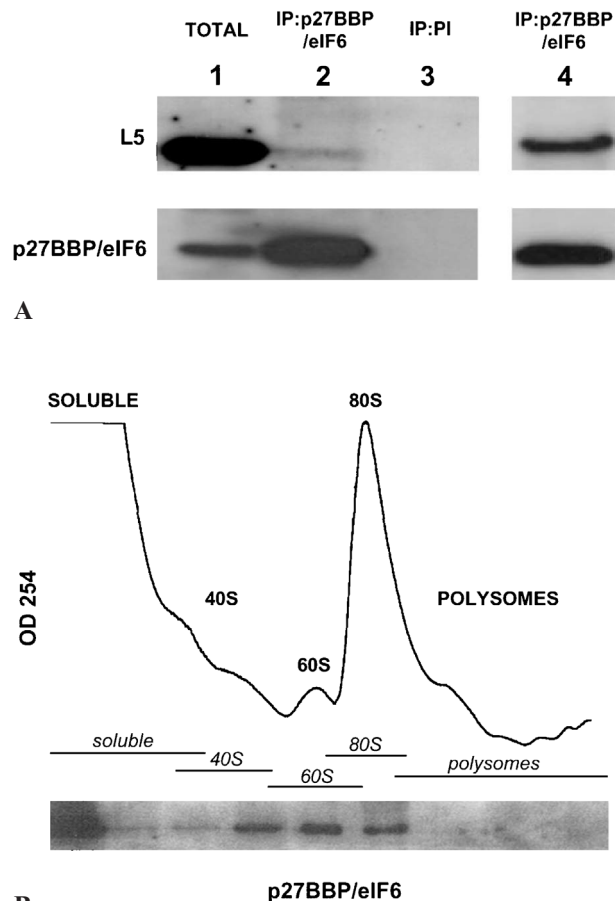 TOTAL IP:p27BBP /eIF6 IP:PI IP:p27BBP /eIF6
1 2 3 4
L5
p27BBP/eIF6
A
SOLUBLE 80S
40S POLYSOMES
OD 254
60S
soluble 80S
40S polysomes
60S
p27BBP/eIF6
B